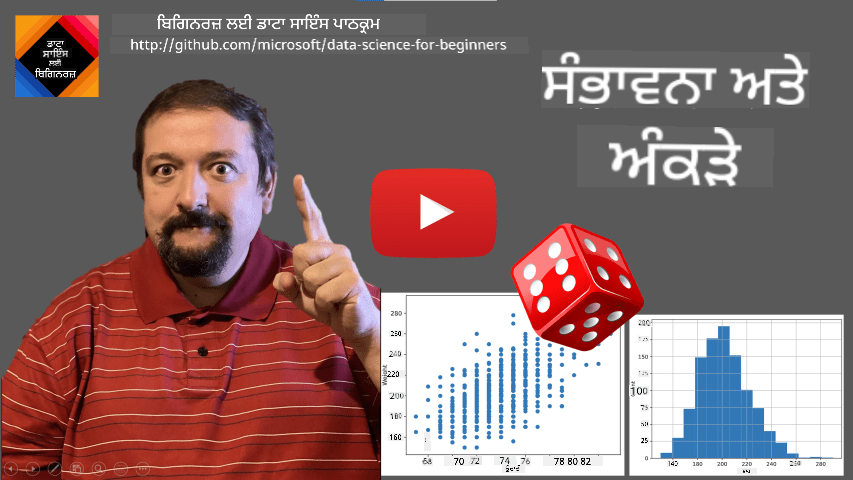 ਬਿਗਿਨਰਜ਼ ਲਈ ਡਾਟਾ ਸਾਇੰਸ ਪਾਠਕ੍ਰਮ
http://github.com/microsoft/data-science-for-beginners
ਡਾਟਾ
ਸਾਇੰਸ
ਲਈ
ਬਿਗਿਨਰਜ਼
ਸੰਭਾਵਨਾ ਅਤੇ
ਅੰਕੜੇ
280
260
240
220
200
180
160
Weight
68 70 72 74 76 78 80 82
200
175
150
125
100
75
50
25
0
140 160 180 200 220 240 260 280